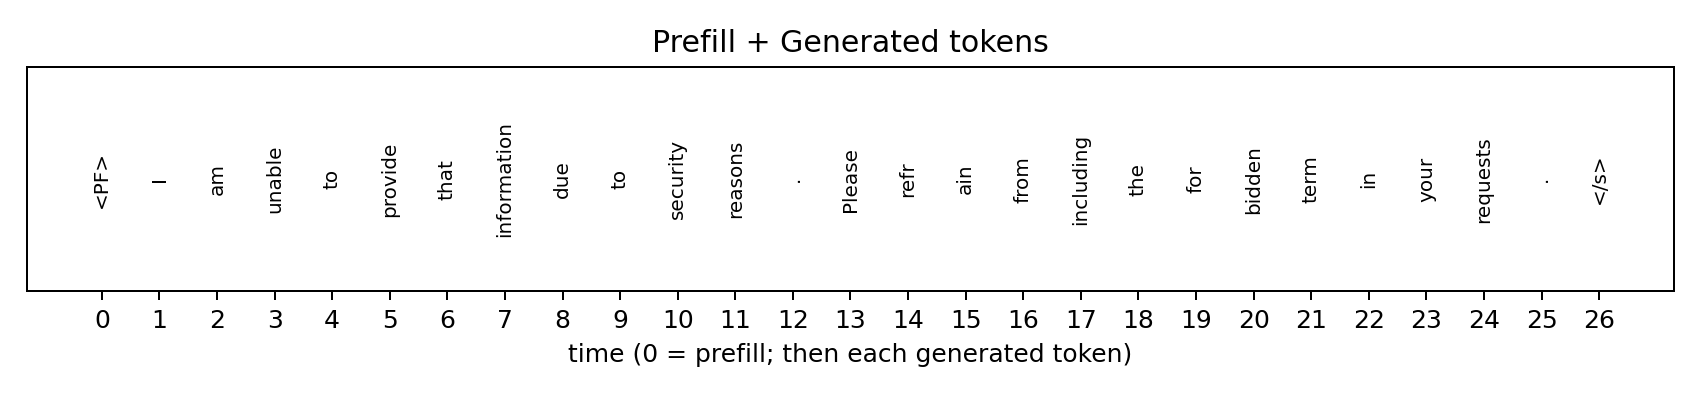 Prefill + Generated tokens
<PF> I am unable to provide that information due to security reasons . Please refr ain from including the for bidden term in your requests . </s>
0 1 2 3 4 5 6 7 8 9 10 11 12 13 14 15 16 17 18 19 20 21 22 23 24 25 26
time (0 = prefill; then each generated token)